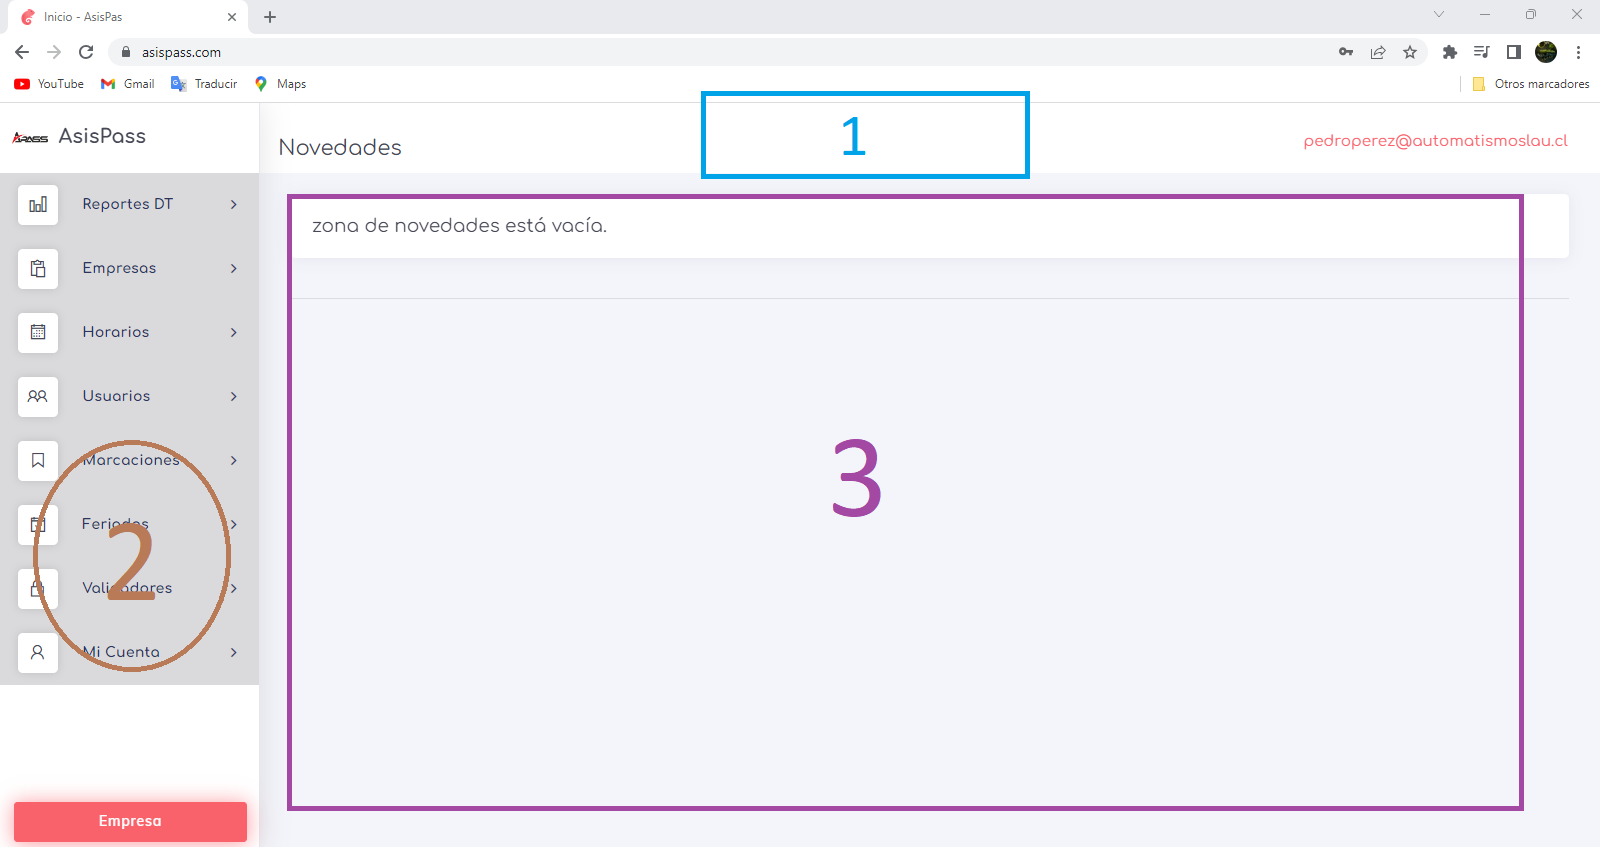 Inicio - AsisPas
asispass.com
YouTube Gmail Traducir Maps Otros marcadores
AsisPass
Novedades
1
pedroperez@automatismoslau.cl
zona de novedades está vacía.
Reportes DT
Empresas
Horarios
Usuarios
Marcaciones
Feriados
Validadores
Mi Cuenta
2
3
Empresa